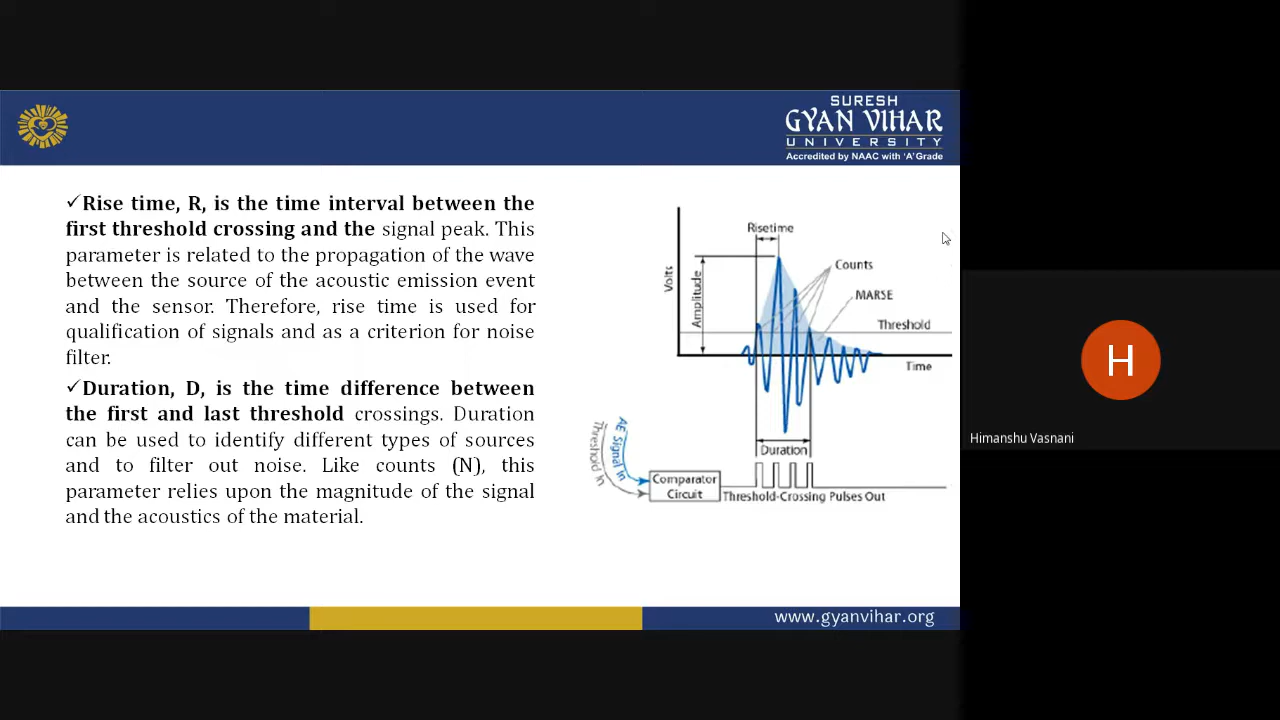 SURESH
GYAN VIHAR
UNIVERSITY
Accredited by NAAC with 'A' Grade
✓Rise time, R, is the time interval between the
first threshold crossing and the signal peak. This
parameter is related to the propagation of the wave
between the source of the acoustic emission event
and the sensor. Therefore, rise time is used for
qualification of signals and as a criterion for noise
filter.
✓Duration, D, is the time difference between
the first and last threshold crossings. Duration
can be used to identify different types of sources
and to filter out noise. Like counts (N), this
parameter relies upon the magnitude of the signal
and the acoustics of the material.
Risetime
Volts
Amplitude
Counts
MARSE
Threshold
Time
Duration
AE Signal In
Threshold In
Comparator
Circuit
Threshold-Crossing Pulses Out
www.gyanvihar.org
H
Himanshu Vasnani